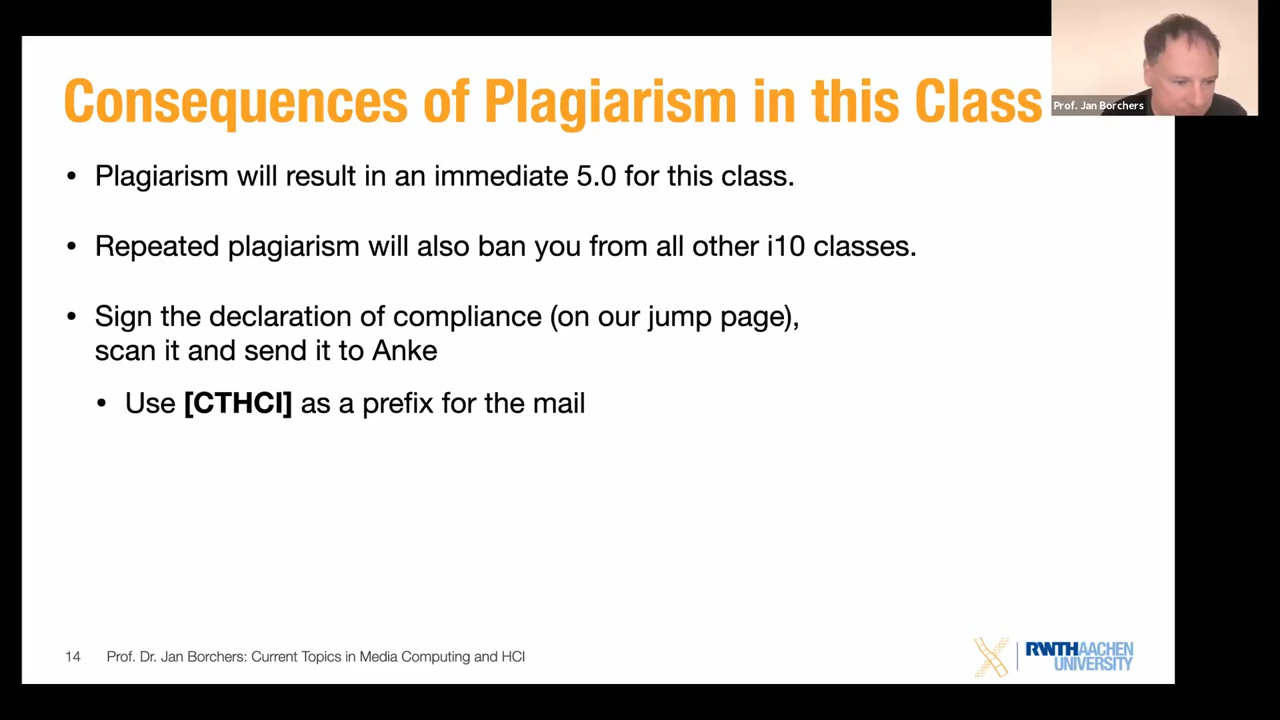 Consequences of Plagiarism in this Class
Prof. Jan Borchers
• Plagiarism will result in an immediate 5.0 for this class.
• Repeated plagiarism will also ban you from all other i10 classes.
• Sign the declaration of compliance (on our jump page),
scan it and send it to Anke
• Use [CTHCI] as a prefix for the mail
14 Prof. Dr. Jan Borchers: Current Topics in Media Computing and HCI
RWTHAACHEN
UNIVERSITY